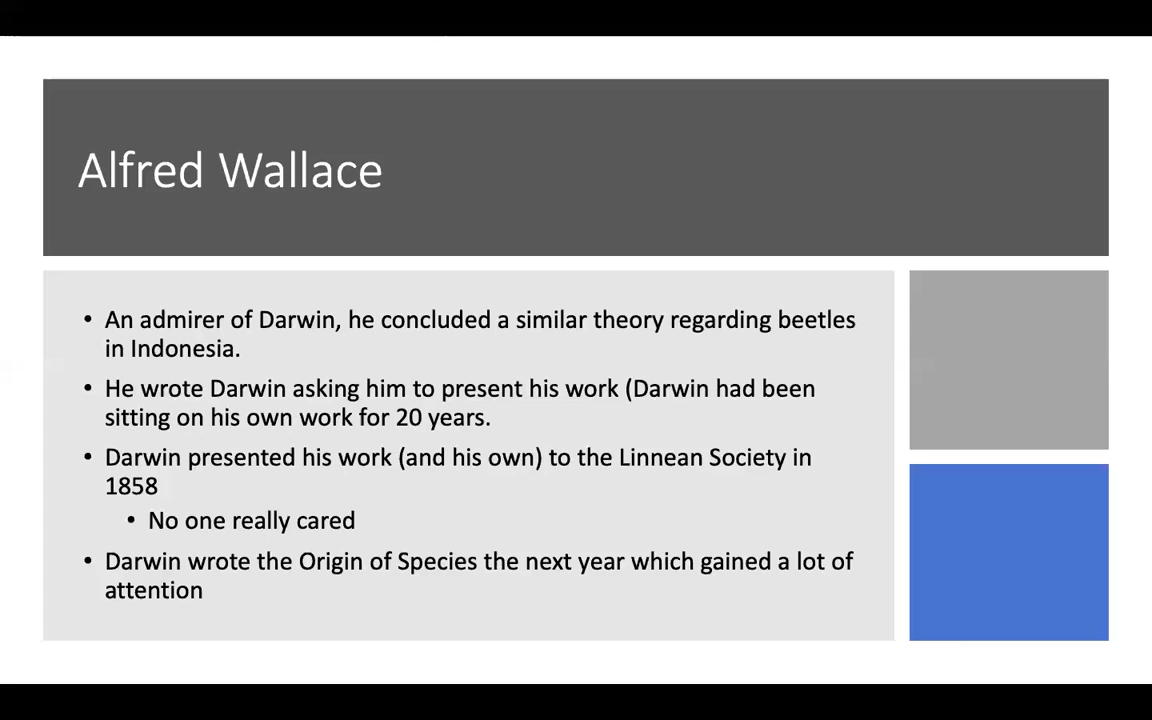 Alfred Wallace
• An admirer of Darwin, he concluded a similar theory regarding beetles
in Indonesia.
• He wrote Darwin asking him to present his work (Darwin had been
sitting on his own work for 20 years.
• Darwin presented his work (and his own) to the Linnean Society in
1858
• No one really cared
• Darwin wrote the Origin of Species the next year which gained a lot of
attention